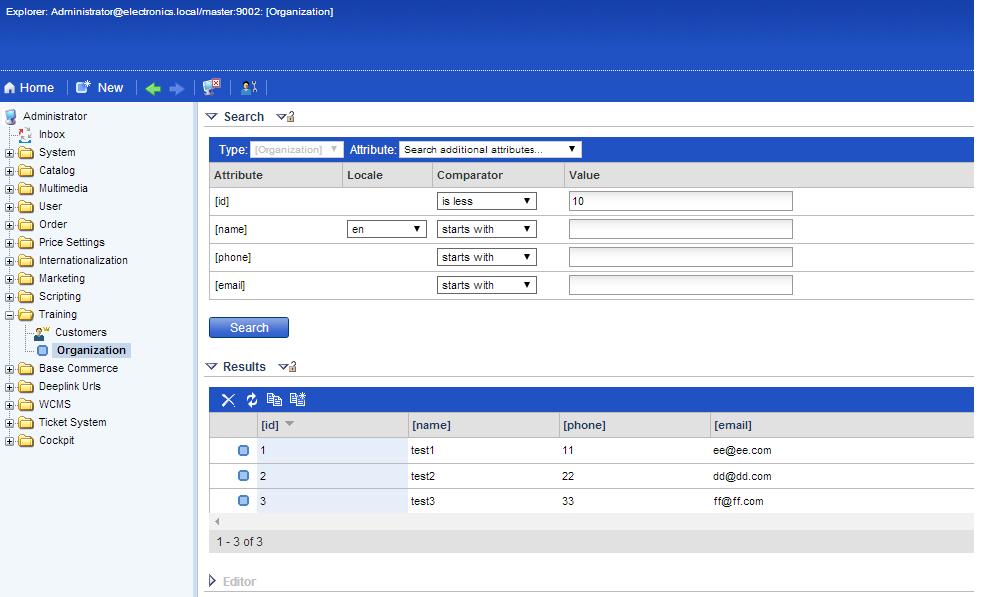 Explorer: Administrator@electronics.local/master:9002: [Organization]
Home New
Administrator
Inbox
System
Catalog
Multimedia
User
Order
Price Settings
Internationalization
Marketing
Scripting
Training
Customers
Organization
Base Commerce
Deeplink Urls
WCMS
Ticket System
Cockpit
Search
Type: [Organization] Attribute: Search additional attributes...
Attribute Locale Comparator Value
[id] is less 10
[name] en starts with
[phone] starts with
[email] starts with
Search
Results
[id] [name] [phone] [email]
1 test1 11 ee@ee.com
2 test2 22 dd@dd.com
3 test3 33 ff@ff.com
1 - 3 of 3
Editor